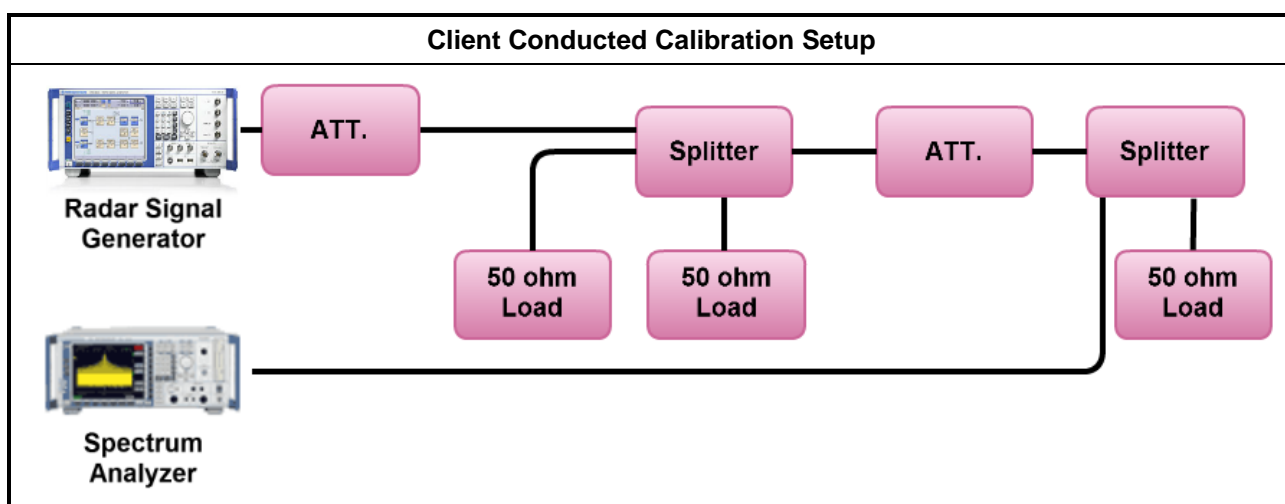 Client Conducted Calibration Setup
ATT.
Splitter
ATT.
Splitter
Radar Signal
Generator
50 ohm
Load
50 ohm
Load
50 ohm
Load
Spectrum
Analyzer